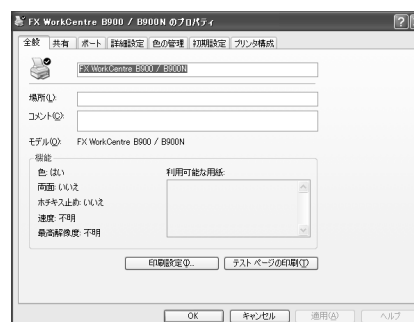 FX WorkCentre B900 / B900N のプロパティ
全般 共有 ポート 詳細設定 色の管理 初期設定 プリンタ構成
FX WorkCentre B900 / B900N
場所(L):
コメント(C):
モデル(O): FX WorkCentre B900 / B900N
機能
色: はい 利用可能な用紙:
両面: いいえ
ホチキス止め: いいえ
速度: 不明
最高解像度: 不明
印刷設定(I)... テスト ページの印刷(T)
OK キャンセル 適用(A) ヘルプ